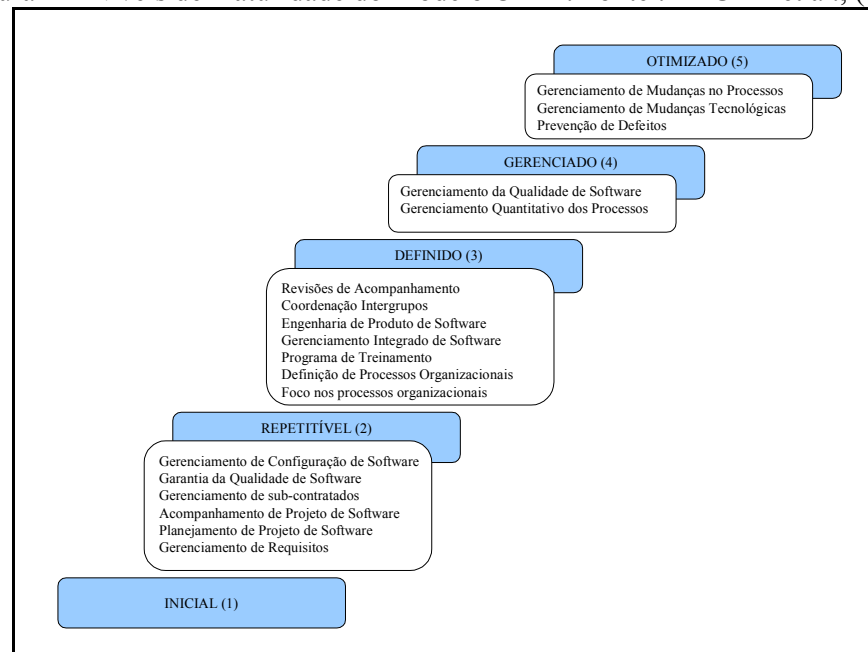 OTIMIZADO (5)
Gerenciamento de Mudanças no Processos
Gerenciamento de Mudanças Tecnológicas
Prevenção de Defeitos
GERENCIADO (4)
Gerenciamento da Qualidade de Software
Gerenciamento Quantitativo dos Processos
DEFINIDO (3)
Revisões de Acompanhamento
Coordenação Intergrupos
Engenharia de Produto de Software
Gerenciamento Integrado de Software
Programa de Treinamento
Definição de Processos Organizacionais
Foco nos processos organizacionais
REPETITÍVEL (2)
Gerenciamento de Configuração de Software
Garantia da Qualidade de Software
Gerenciamento de sub-contratados
Acompanhamento de Projeto de Software
Planejamento de Projeto de Software
Gerenciamento de Requisitos
INICIAL (1)